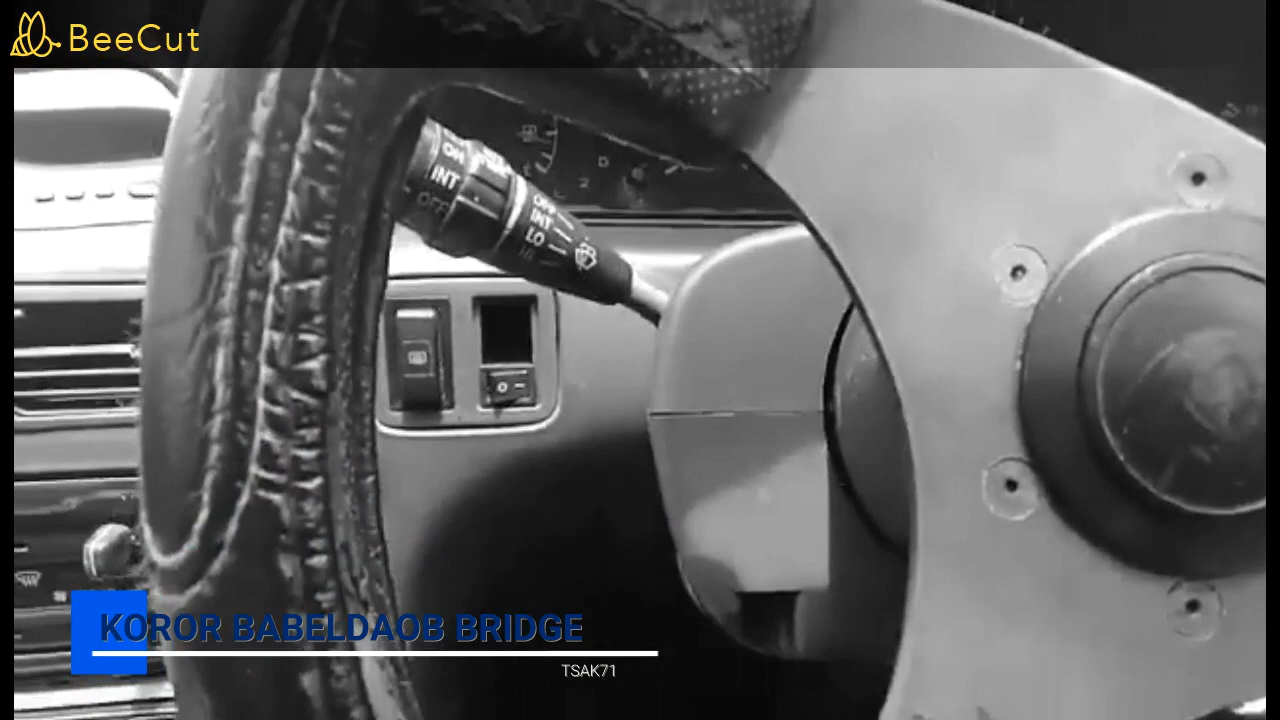 BeeCut
ON
INT
OFF
OFF
INT
LO
HI
KOROR BABELDAOB BRIDGE
TSAK71